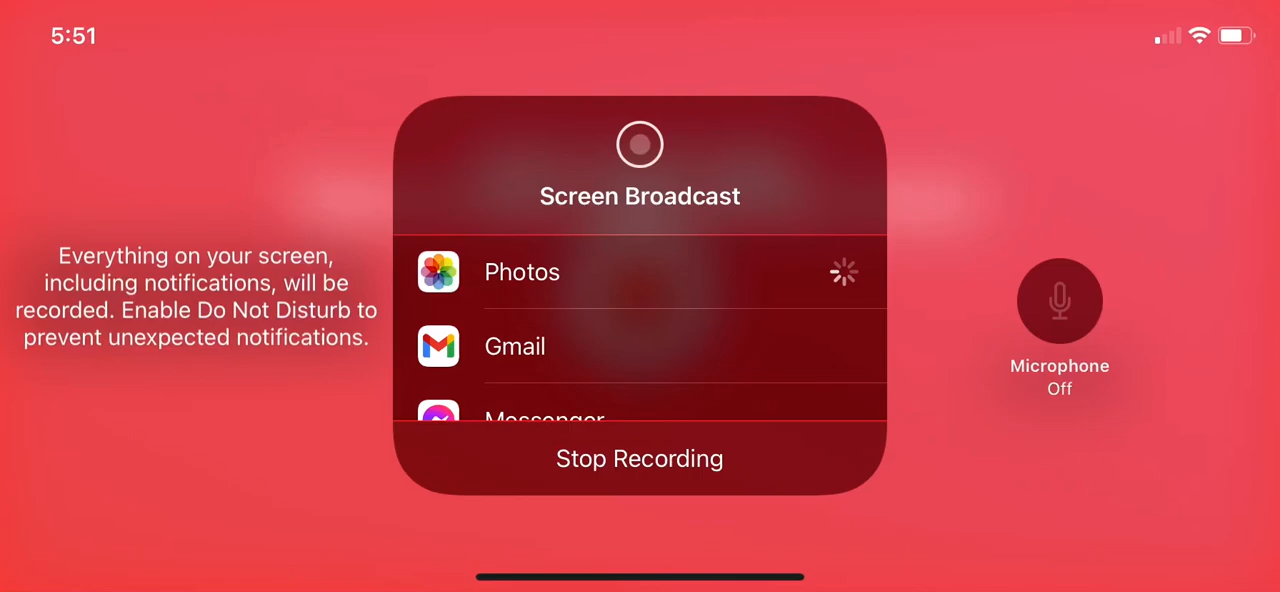 5:51
Screen Broadcast
Everything on your screen,
including notifications, will be
recorded. Enable Do Not Disturb to
prevent unexpected notifications.
Photos
Gmail
Messenger
Stop Recording
Microphone
Off